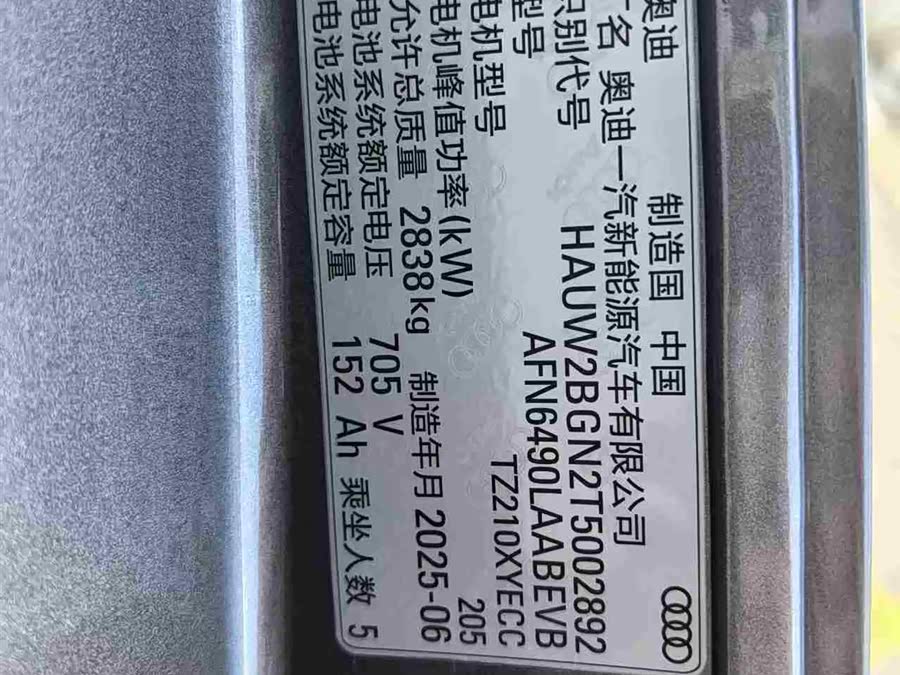 奥迪 制造国 中国
名 奥迪一汽新能源汽车有限公司
识别代号 HAUW2BGN2T5002892
型号 AFN6490LAABEVB
电机型号 TZ210XYECC
电机峰值功率(kW) 205
允许总质量 2838kg 制造年月 2025-06
电池系统额定电压 705 V
电池系统额定容量 152 Ah 乘坐人数 5